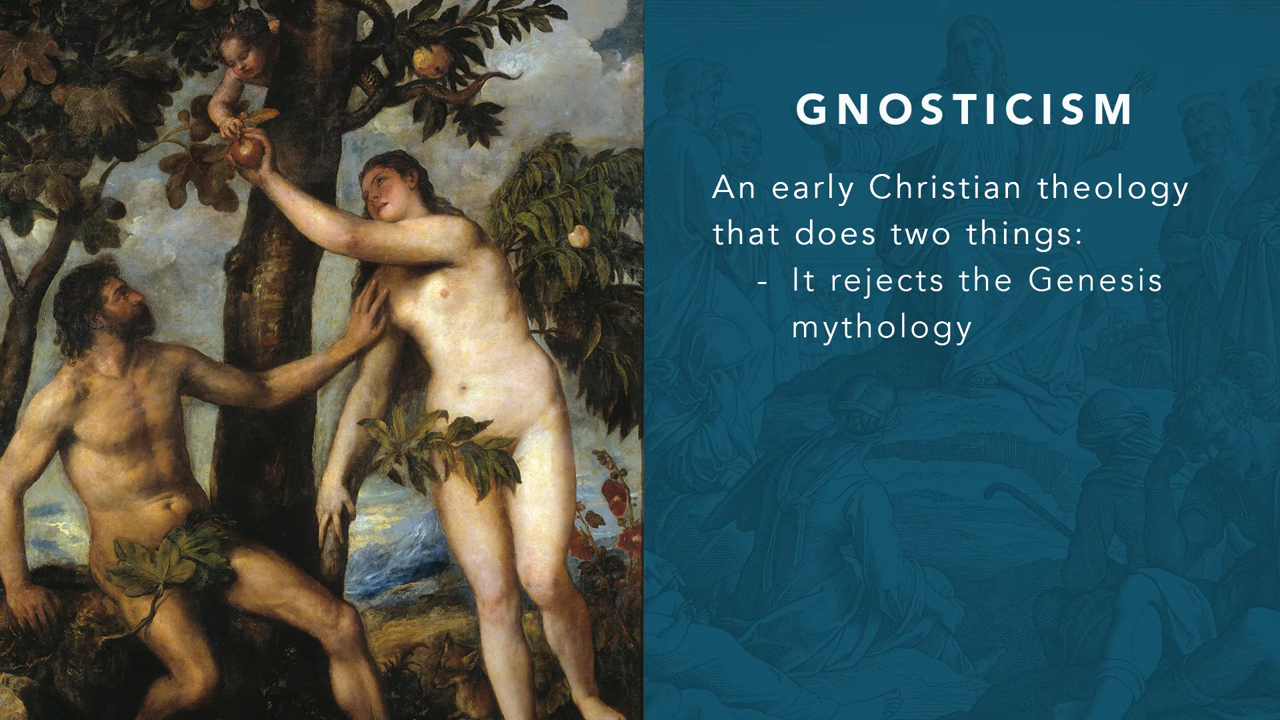 GNOSTICISM
An early Christian theology
that does two things:
- It rejects the Genesis
mythology